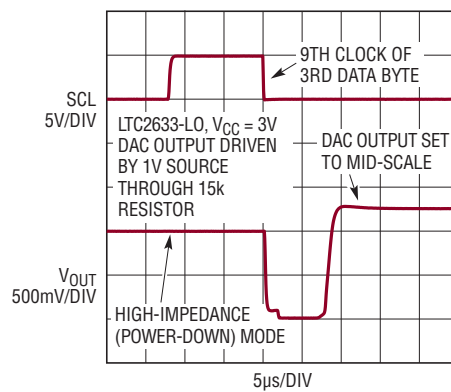 9TH CLOCK OF
3RD DATA BYTE
SCL
5V/DIV
LTC2633-LO, VCC = 3V
DAC OUTPUT DRIVEN
BY 1V SOURCE
THROUGH 15k
RESISTOR
DAC OUTPUT SET
TO MID-SCALE
VOUT
500mV/DIV
HIGH-IMPEDANCE
(POWER-DOWN) MODE
5µs/DIV